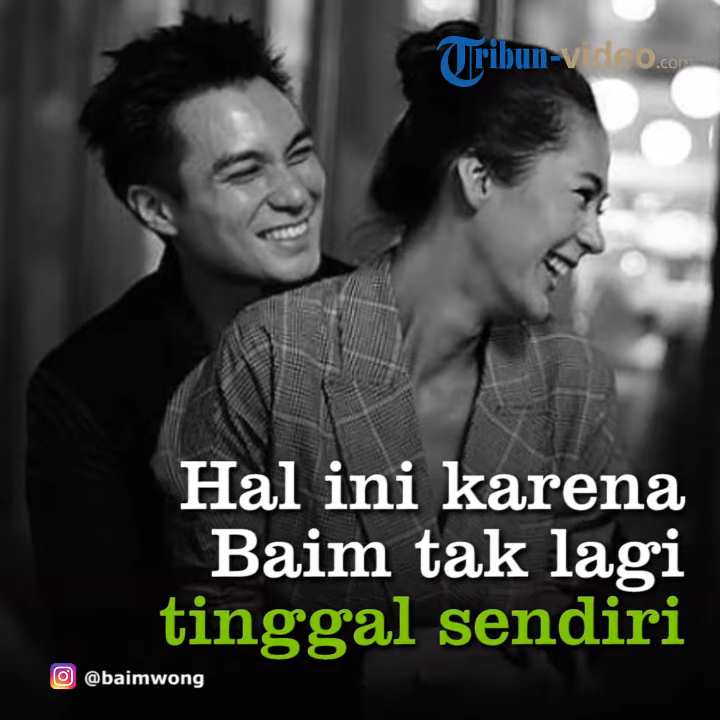 Tribun-video.com
Hal ini karena
Baim tak lagi
tinggal sendiri
@baimwong